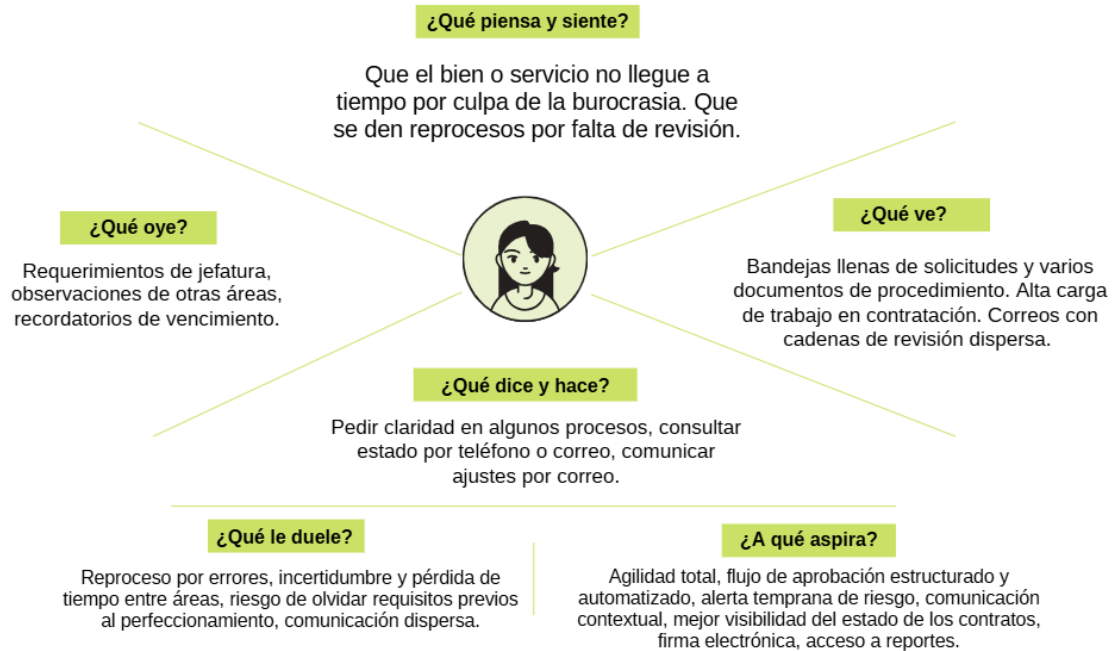 ¿Qué piensa y siente?
Que el bien o servicio no llegue a
tiempo por culpa de la burocrasia. Que
se den reprocesos por falta de revisión.
¿Qué oye?
Requerimientos de jefatura,
observaciones de otras áreas,
recordatorios de vencimiento.
¿Qué ve?
Bandejas llenas de solicitudes y varios
documentos de procedimiento. Alta carga
de trabajo en contratación. Correos con
cadenas de revisión dispersa.
¿Qué dice y hace?
Pedir claridad en algunos procesos, consultar
estado por teléfono o correo, comunicar
ajustes por correo.
¿Qué le duele?
Reproceso por errores, incertidumbre y pérdida de
tiempo entre áreas, riesgo de olvidar requisitos previos
al perfeccionamiento, comunicación dispersa.
¿A qué aspira?
Agilidad total, flujo de aprobación estructurado y
automatizado, alerta temprana de riesgo, comunicación
contextual, mejor visibilidad del estado de los contratos,
firma electrónica, acceso a reportes.